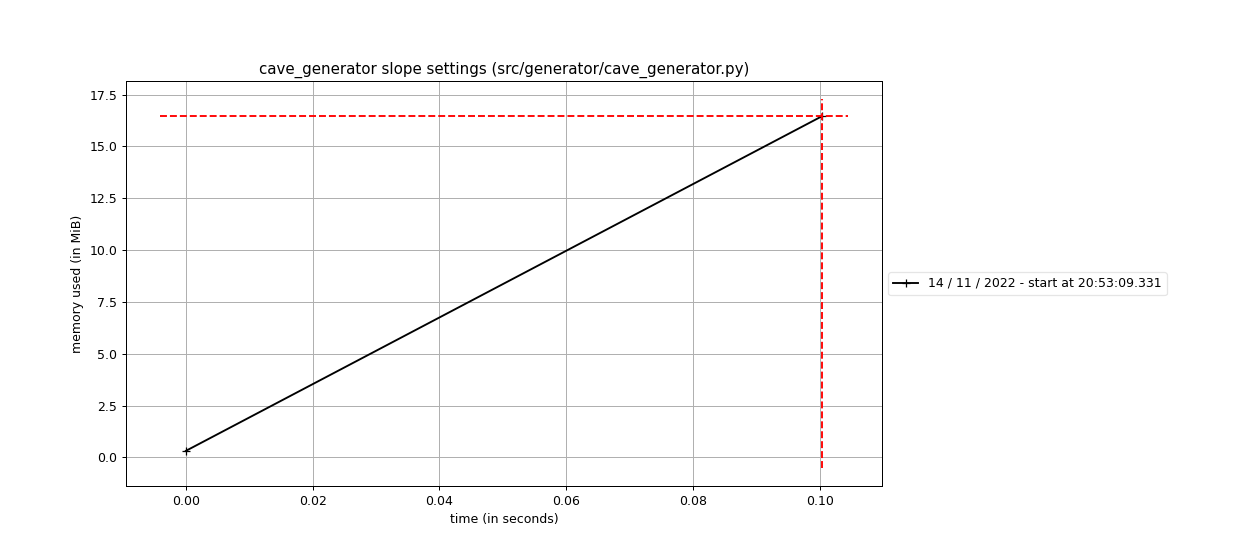 cave_generator slope settings (src/generator/cave_generator.py)
17.5
15.0
12.5
10.0
7.5
5.0
2.5
0.0
memory used (in MiB)
0.00 0.02 0.04 0.06 0.08 0.10
time (in seconds)
14 / 11 / 2022 - start at 20:53:09.331